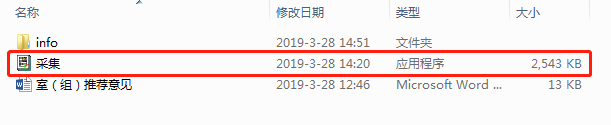 名称 修改日期 类型 大小
info 2019-3-28 14:51 文件夹
采集 2019-3-28 14:20 应用程序 2,543 KB
室（组）推荐意见 2019-3-28 12:46 Microsoft Word ... 13 KB